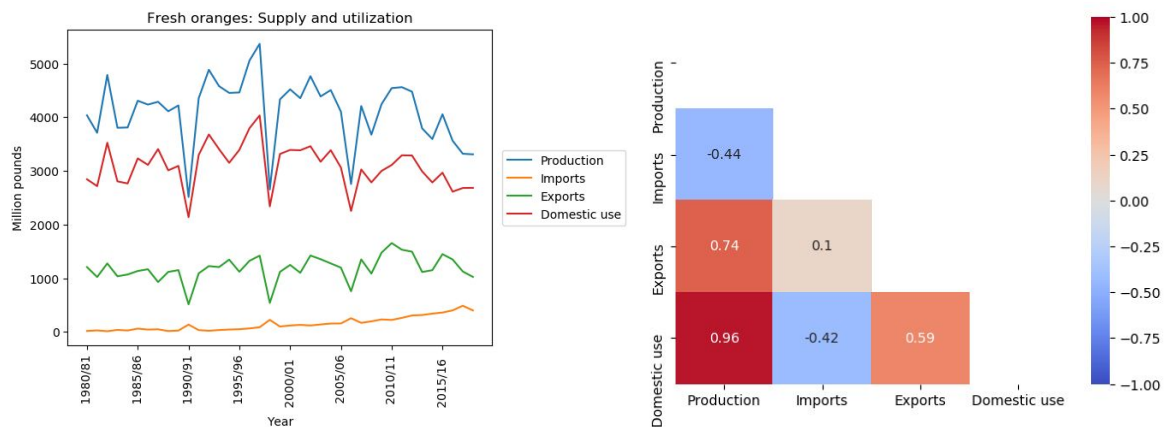 Fresh oranges: Supply and utilization
Million pounds
5000
4000
3000
2000
1000
0
1980/81
1985/86
1990/91
1995/96
2000/01
2005/06
2010/11
2015/16
Year
Production
Imports
Exports
Domestic use
Production
Imports
Exports
Domestic use
-0.44
0.74
0.1
0.96
-0.42
0.59
Production
Imports
Exports
Domestic use
1.00
0.75
0.50
0.25
0.00
−0.25
−0.50
−0.75
−1.00